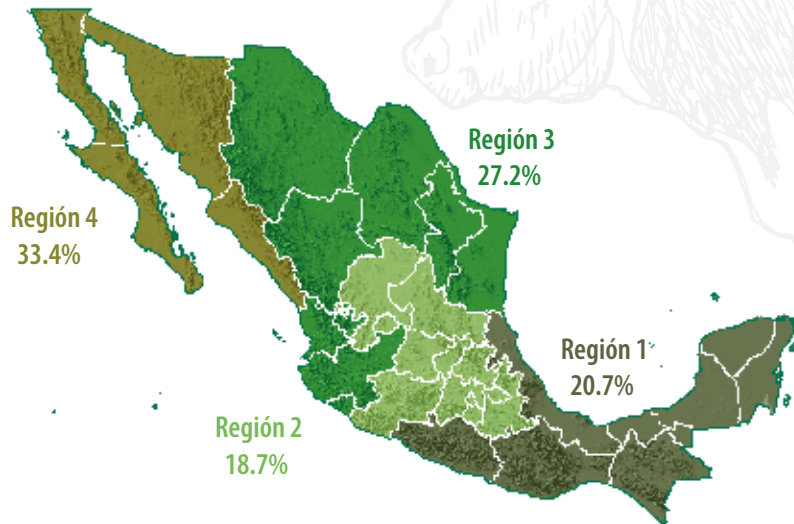 Región 3
27.2%
Región 4
33.4%
Región 1
20.7%
Región 2
18.7%